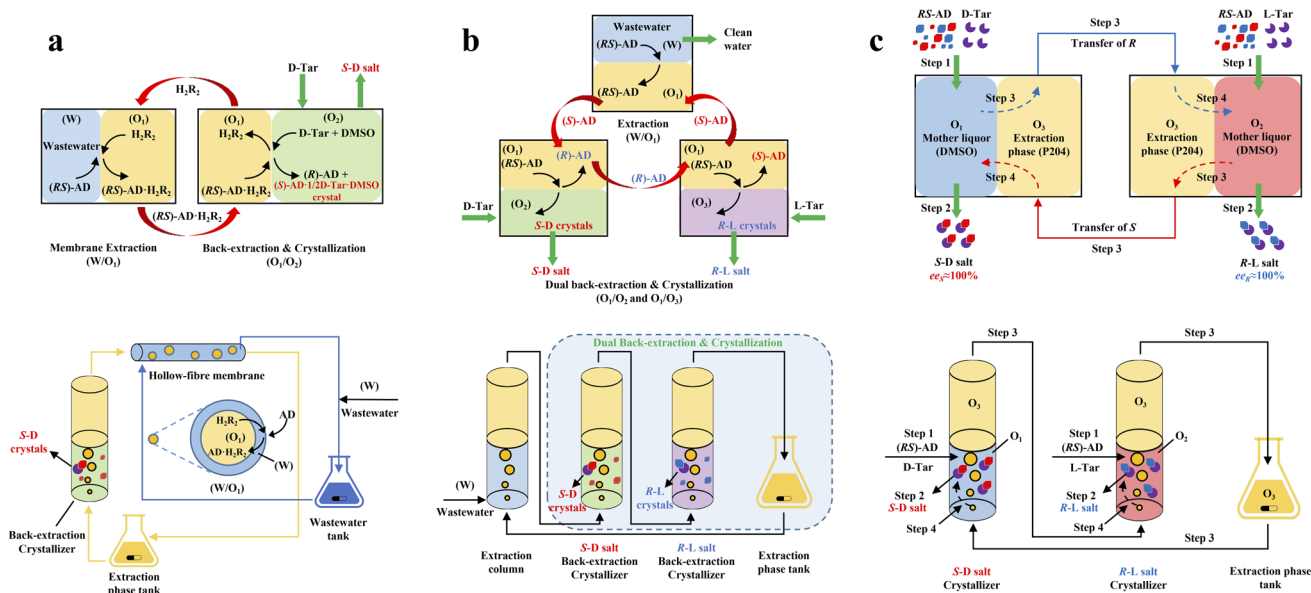 a
H₂R₂
D-Tar
S-D salt
(W)
Wastewater
(RS)-AD
(O₁)
H₂R₂
(RS)-AD·H₂R₂
(O₁)
H₂R₂
(RS)-AD·H₂R₂
(O₂)
D-Tar + DMSO
(R)-AD +
(S)-AD·1/2D-Tar·DMSO
crystal
(RS)-AD·H₂R₂
Membrane Extraction
(W/O₁)
Back-extraction & Crystallization
(O₁/O₂)
Hollow-fibre membrane
(W)
Wastewater
H₂R₂
(O₁)
AD·H₂R₂
AD
(W)
(W/O₁)
S-D
crystals
Back-extraction
Crystallizer
Extraction
phase tank
Wastewater
tank
b
Wastewater
(RS)-AD
(W)
Clean
water
(RS)-AD
(O₁)
Extraction
(W/O₁)
(S)-AD
(S)-AD
(O₁)
(RS)-AD
(R)-AD
(R)-AD
(O₁)
(RS)-AD
(S)-AD
D-Tar
(O₂)
S-D crystals
(O₃)
R-L crystals
L-Tar
S-D salt
R-L salt
Dual back-extraction & Crystallization
(O₁/O₂ and O₁/O₃)
Dual Back-extraction & Crystallization
(W)
Wastewater
S-D
crystals
R-L
crystals
Extraction
column
S-D salt
Back-extraction
Crystallizer
R-L salt
Back-extraction
Crystallizer
Extraction
phase tank
c
RS-AD D-Tar
Step 1
Step 3
Transfer of R
RS-AD L-Tar
Step 1
Step 3
O₁
Mother liquor
(DMSO)
Step 4
O₃
Extraction
phase (P204)
O₃
Extraction
phase (P204)
Step 4
O₂
Mother liquor
(DMSO)
Step 3
Step 2
Step 2
Transfer of S
Step 3
S-D salt
eeS≈100%
R-L salt
eeR≈100%
Step 3
Step 3
O₃
O₃
Step 1
(RS)-AD
D-Tar
O₁
Step 2
S-D salt
Step 4
Step 1
(RS)-AD
L-Tar
O₂
Step 2
R-L salt
Step 4
O₃
Step 3
S-D salt
Crystallizer
R-L salt
Crystallizer
Extraction phase
tank